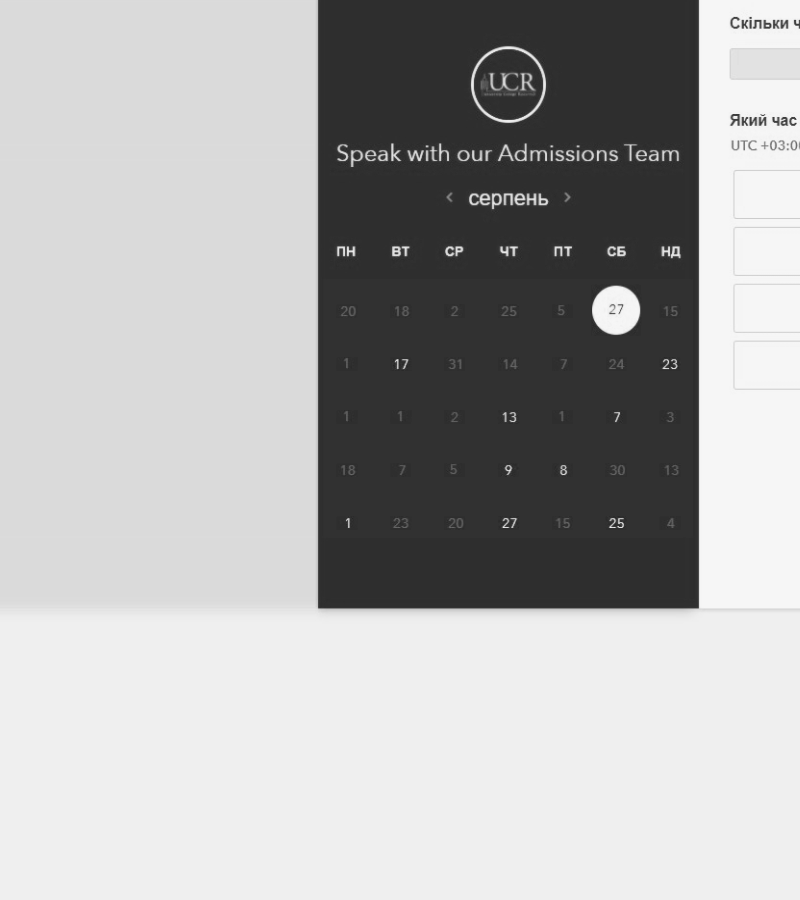 Скільки ч
UCR
Speak with our Admissions Team
Який час
UTC +03:00
серпень
ПН ВТ СР ЧТ ПТ СБ НД
20 18 2 25 5 27 15
1 17 31 14 7 24 23
1 1 2 13 1 7 3
18 7 5 9 8 30 13
1 23 20 27 15 25 4